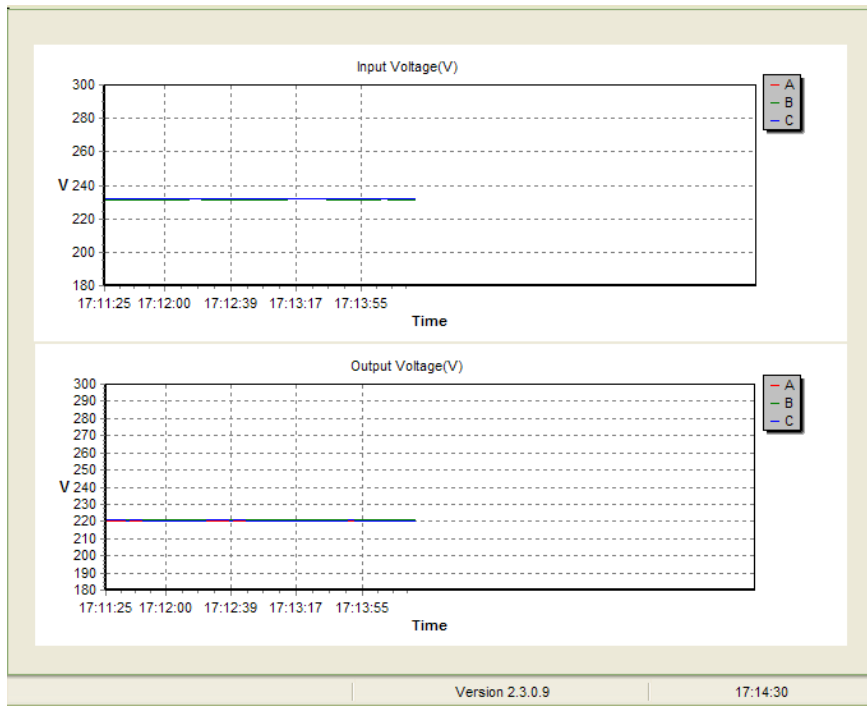 Input Voltage(V)
300
280
260
V 240
220
200
180
17:11:25 17:12:00 17:12:39 17:13:17 17:13:55
Time
A
B
C
Output Voltage(V)
300
290
280
270
260
250
V 240
230
220
210
200
190
180
17:11:25 17:12:00 17:12:39 17:13:17 17:13:55
Time
A
B
C
Version 2.3.0.9 17:14:30